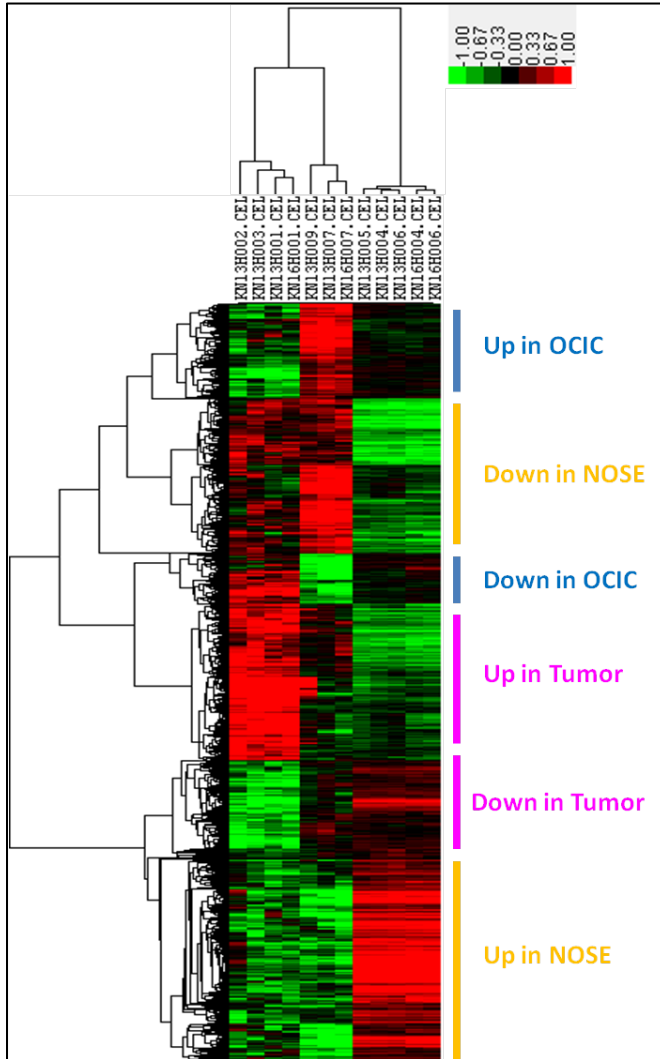 -1.00
-0.67
-0.33
0.00
0.33
0.67
1.00
KN13H002.CEL
KN13H003.CEL
KN13H001.CEL
KN16H001.CEL
KN13H009.CEL
KN13H007.CEL
KN16H007.CEL
KN13H005.CEL
KN13H004.CEL
KN13H006.CEL
KN16H004.CEL
KN16H006.CEL
Up in OCIC
Down in NOSE
Down in OCIC
Up in Tumor
Down in Tumor
Up in NOSE